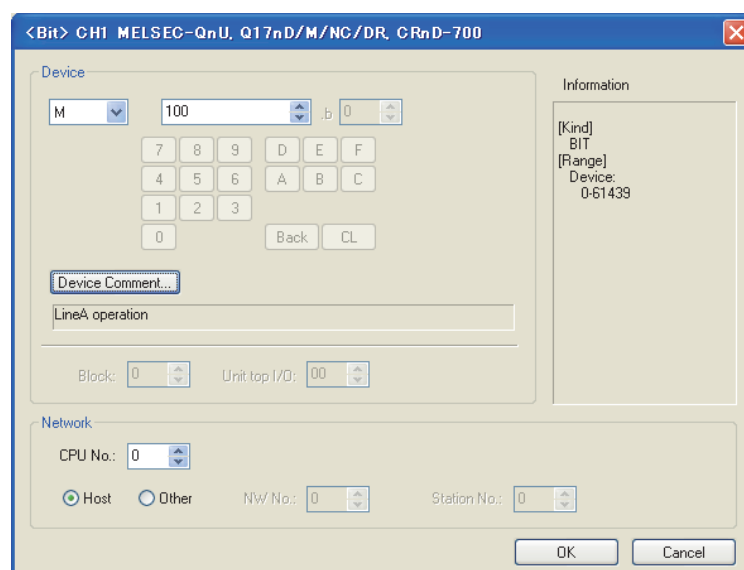 <Bit> CH1 MELSEC-QnU, Q17nD/M/NC/DR, CRnD-700
Device
M 100 .b 0
7 8 9 D E F
4 5 6 A B C
1 2 3
0 Back CL
Device Comment...
LineA operation
Block: 0 Unit top I/O: 00
Information
[Kind]
BIT
[Range]
Device:
0-61439
Network
CPU No.: 0
Host Other NW No.: 0 Station No.: 0
OK Cancel